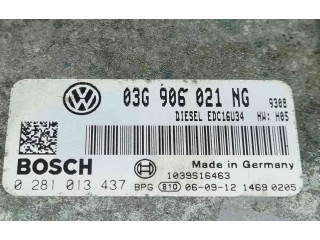 03G 906 021 NG 9308
DIESEL EDC16U34 HW: H05
BOSCH
Made in Germany
1039S16463
0 281 013 437 BPG 810 06-09-12 1469 0205